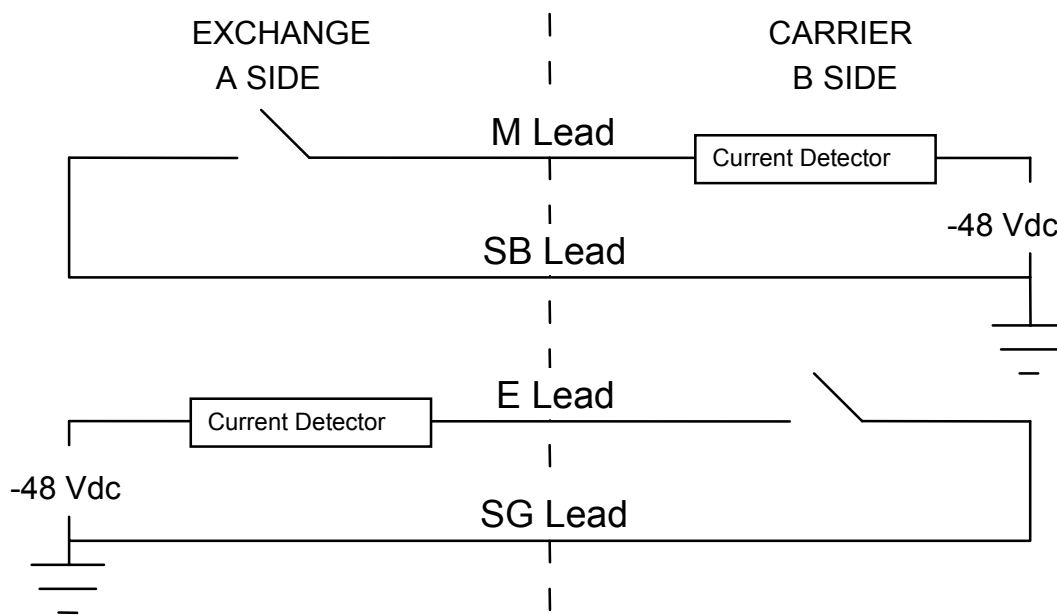 EXCHANGE
A SIDE
CARRIER
B SIDE
M Lead
Current Detector
-48 Vdc
SB Lead
E Lead
Current Detector
-48 Vdc
SG Lead